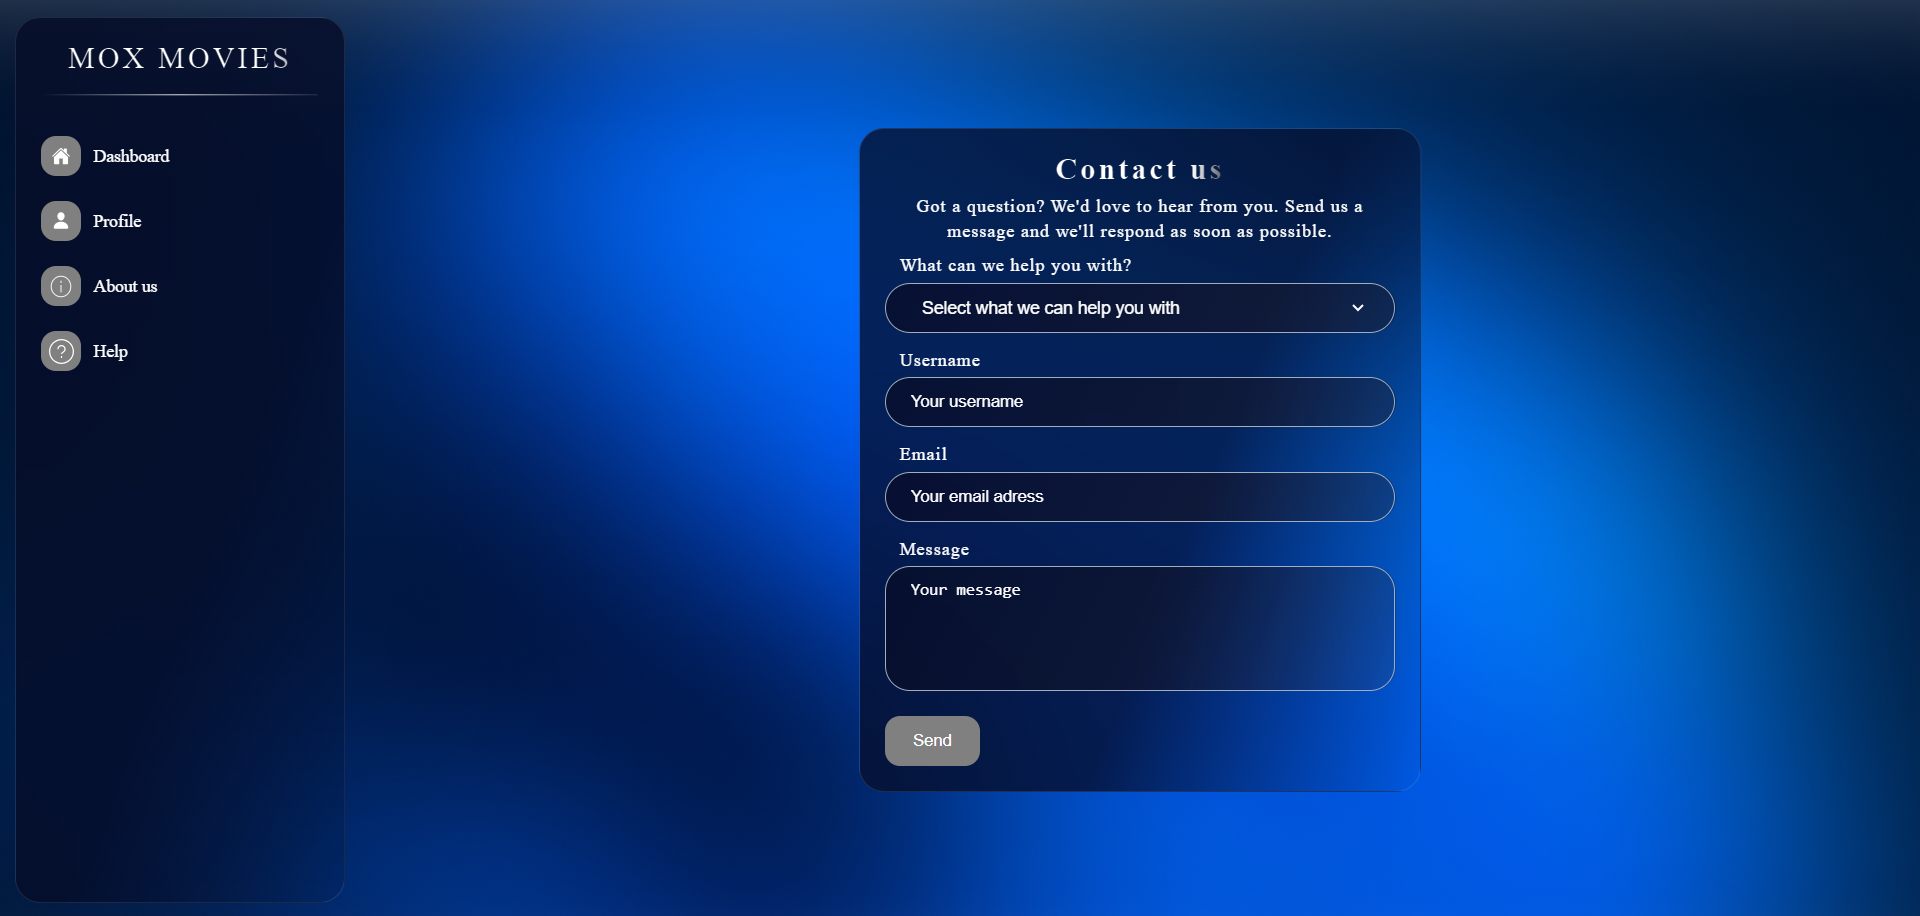 MOX MOVIES
Dashboard
Profile
About us
Help
Contact us
Got a question? We'd love to hear from you. Send us a
message and we'll respond as soon as possible.
What can we help you with?
Select what we can help you with
Username
Your username
Email
Your email adress
Message
Your message
Send